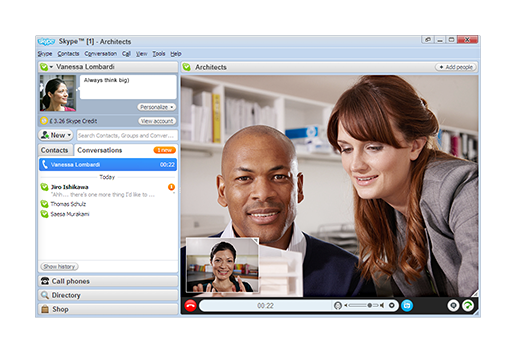 Skype™ [1] - Architects
Skype Contacts Conversation Call View Tools Help
Vanessa Lombardi
Always think big)
Personalize
£ 3.26 Skype Credit
View account
New
Search Contacts, Groups and Conver...
Contacts
Conversations
1 new
Vanessa Lombardi 00:22
Today
Jiro Ishikawa 1
"Ahh... there's one more thing I'd like to ...
Thomas Schulz
Saesa Murakami
Show history
Call phones
Directory
Shop
Architects
+ Add people
00:22